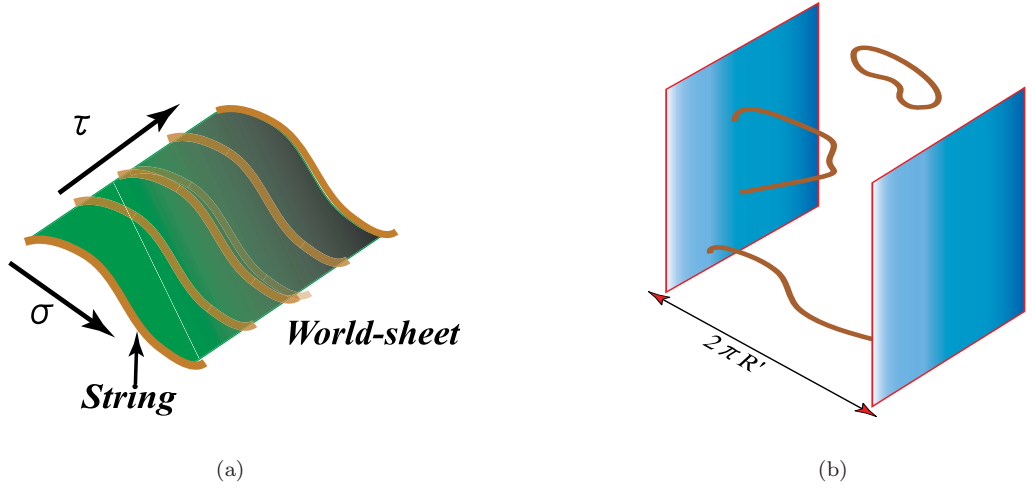 τ
σ
World-sheet
String
2πR'
(a)
(b)